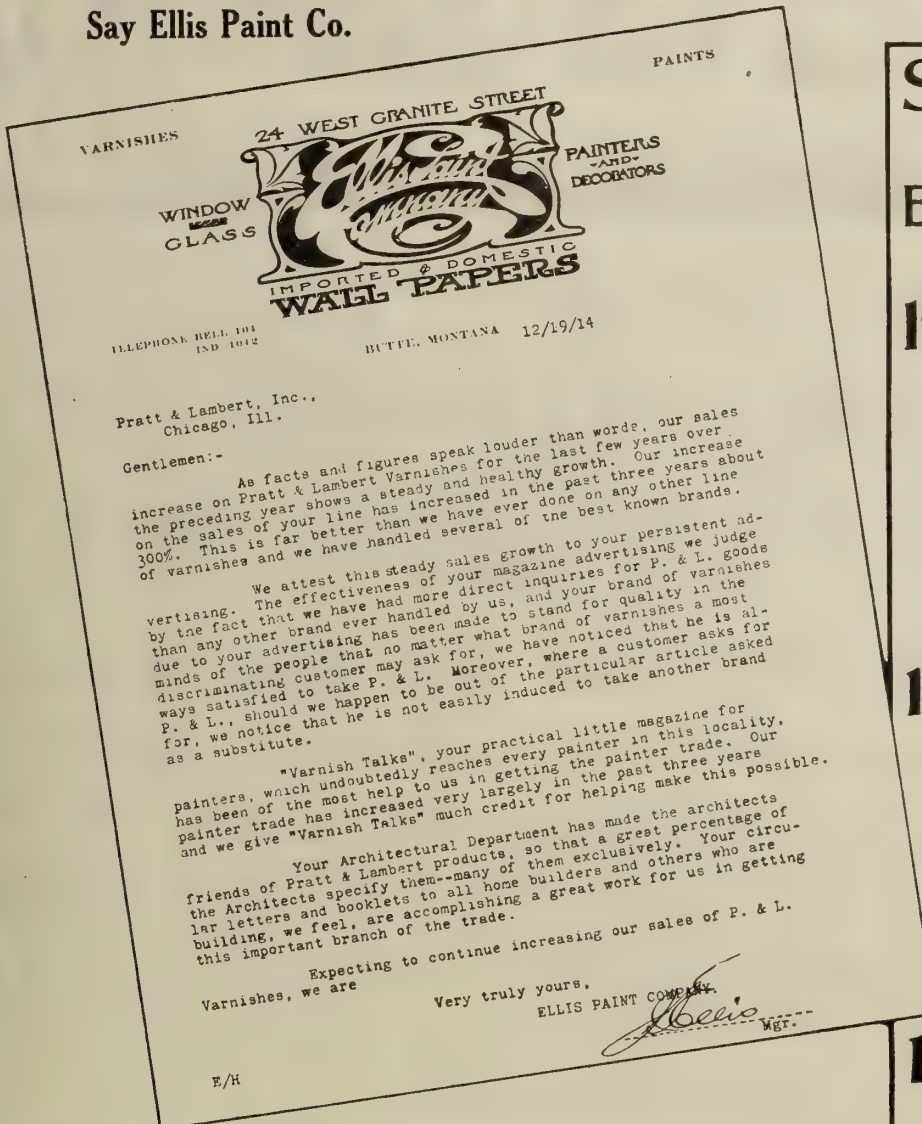 Say Ellis Paint Co.
VARNISHES
PAINTS
24 WEST GRANITE STREET
Ellis Paint
Company
WINDOW
GLASS
PAINTERS
-AND-
DECORATORS
IMPORTED & DOMESTIC
WALL PAPERS
TELEPHONE BELL 104
IND 1042
BUTTE, MONTANA 12/19/14
Pratt & Lambert, Inc.,
Chicago, Ill.
Gentlemen:-
As facts and figures speak louder than words, our sales
increase on Pratt & Lambert Varnishes for the last few years over
the preceding year shows a steady and healthy growth. Our increase
on the sales of your line has increased in the past three years about
300%. This is far better than we have ever done on any other line
of varnishes and we have handled several of the best known brands.
We attest this steady sales growth to your persistent ad-
vertising. The effectiveness of your magazine advertising we judge
by the fact that we have had more direct inquiries for P. & L. goods
than any other brand ever handled by us, and your brand of varnishes
due to your advertising has been made to stand for quality in the
minds of the people that no matter what brand of varnishes a most
discriminating customer may ask for, we have noticed that he is al-
ways satisfied to take P. & L. Moreover, where a customer asks for
P. & L., should we happen to be out of the particular article asked
for, we notice that he is not easily induced to take another brand
as a substitute.
"Varnish Talks", your practical little magazine for
painters, which undoubtedly reaches every painter in this locality,
has been of the most help to us in getting the painter trade. Our
painter trade has increased very largely in the past three years
and we give "Varnish Talks" much credit for helping make this possible.
Your Architectural Department has made the architects
friends of Pratt & Lambert products, so that a great percentage of
the Architects specify them--many of them exclusively. Your circu-
lar letters and booklets to all home builders and others who are
building, we feel, are accomplishing a great work for us in getting
this important branch of the trade.
Expecting to continue increasing our sales of P. & L.
Varnishes, we are
Very truly yours,
ELLIS PAINT COMPANY.
Ellis
Mgr.
E/H